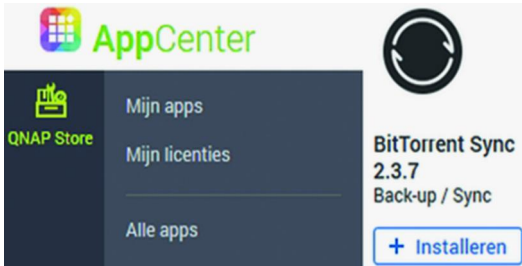 AppCenter
QNAP Store
Mijn apps
Mijn licenties
Alle apps
BitTorrent Sync
2.3.7
Back-up / Sync
+ Installeren